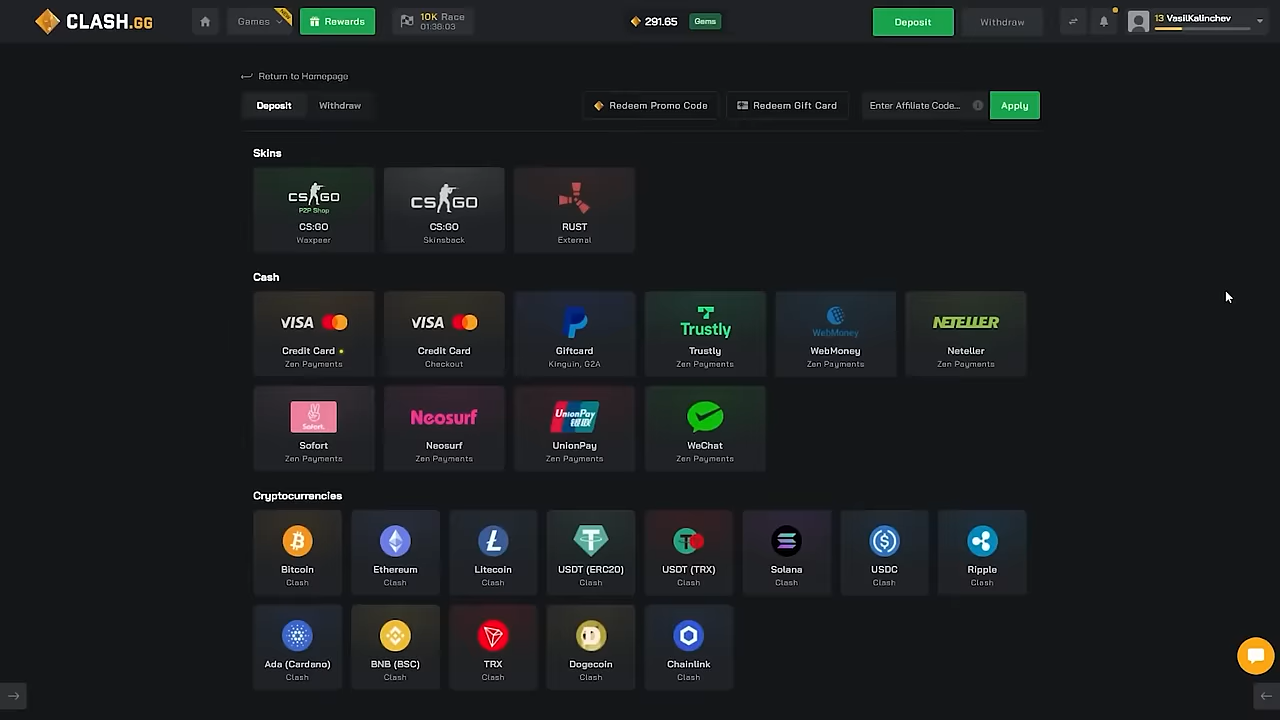 CLASH.GG
Games
NEW
Rewards
10K Race
01:38:03
291.65
Gems
Deposit
Withdraw
13 VasilKalinchev
Return to Homepage
Deposit
Withdraw
Redeem Promo Code
Redeem Gift Card
Enter Affiliate Code...
Apply
Skins
CS:GO
P2P Shop
CS:GO
Waxpeer
CS:GO
CS:GO
Skinsback
RUST
External
Cash
VISA
Credit Card
Zen Payments
VISA
Credit Card
Checkout
Giftcard
Kinguin, G2A
Trustly
Trustly
Zen Payments
WebMoney
WebMoney
Zen Payments
NETELLER
Neteller
Zen Payments
Sofort.
Sofort
Zen Payments
Neosurf
Neosurf
Zen Payments
UnionPay
银联
UnionPay
Zen Payments
WeChat
Zen Payments
Cryptocurrencies
Bitcoin
Clash
Ethereum
Clash
Litecoin
Clash
USDT (ERC20)
Clash
USDT (TRX)
Clash
Solana
Clash
USDC
Clash
Ripple
Clash
Ada (Cardano)
Clash
BNB (BSC)
Clash
TRX
Clash
Dogecoin
Clash
Chainlink
Clash